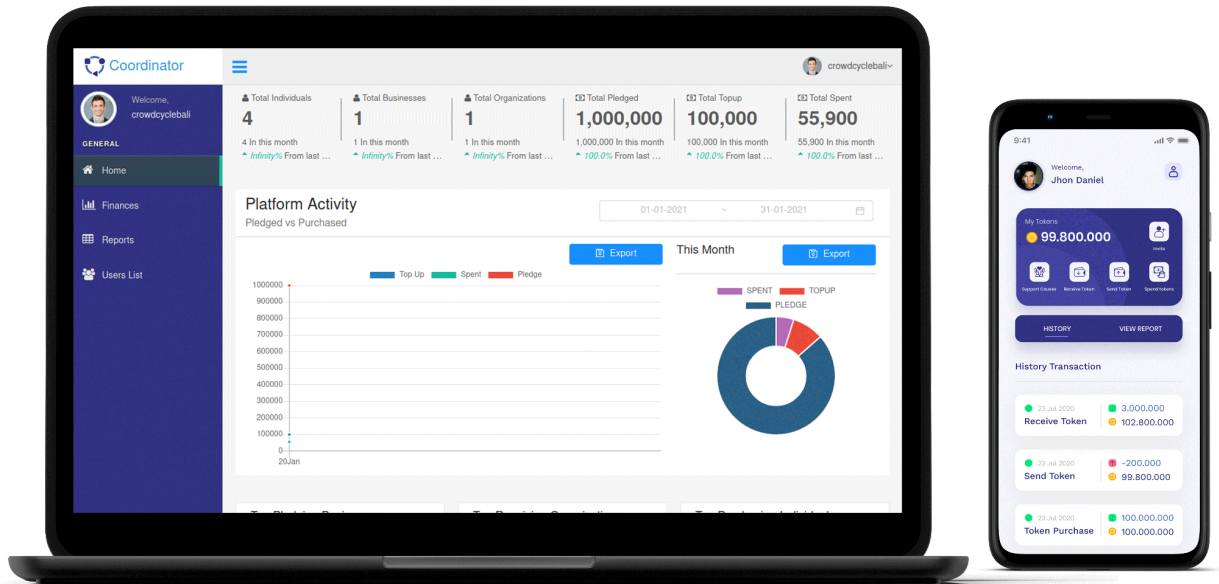 Coordinator
crowdcyclebali
Welcome,
crowdcyclebali
GENERAL
Home
Finances
Reports
Users List
Total Individuals
4
4 In this month
Infinity% From last ...
Total Businesses
1
1 In this month
Infinity% From last ...
Total Organizations
1
1 In this month
Infinity% From last ...
Total Pledged
1,000,000
1,000,000 In this month
100.0% From last ...
Total Topup
100,000
100,000 In this month
100.0% From last ...
Total Spent
55,900
55,900 In this month
100.0% From last ...
Platform Activity
Pledged vs Purchased
01-01-2021 ~ 31-01-2021
Export
Top Up Spent Pledge
1000000
900000
800000
700000
600000
500000
400000
300000
200000
100000
0
20Jan
This Month
Export
SPENT TOPUP
PLEDGE
9:41
Welcome,
Jhon Daniel
My Tokens
99.800.000
Invite
Support Causes Receive Token Send Token Spend tokens
HISTORY VIEW REPORT
History Transaction
23 Jul 2020 3.000.000
Receive Token 102.800.000
23 Jul 2020 -200.000
Send Token 99.800.000
23 Jul 2020 100.000.000
Token Purchase 100.000.000